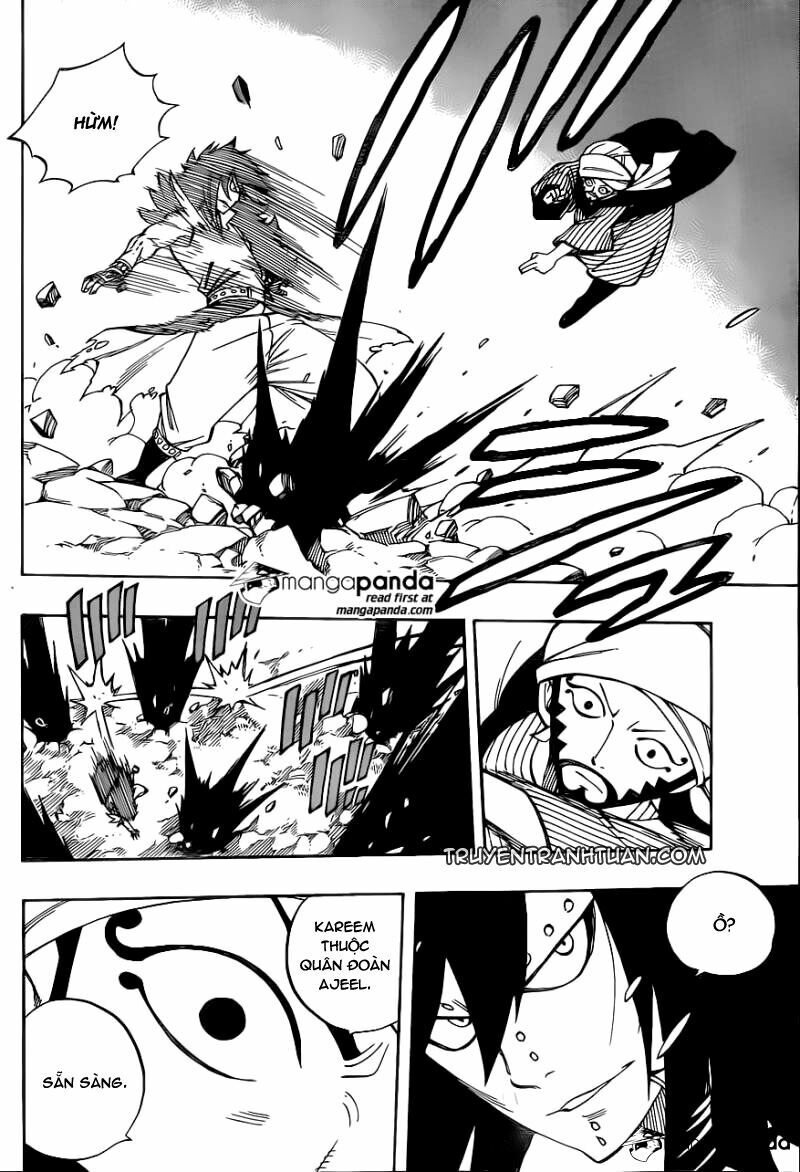 HỪM!
mangapanda
read first at
mangapanda.com
TRUYENTRANHTUAN.COM
KAREEM
THUỘC
QUÂN ĐOÀN
AJEEL.
Ồ?
SẴN SÀNG.